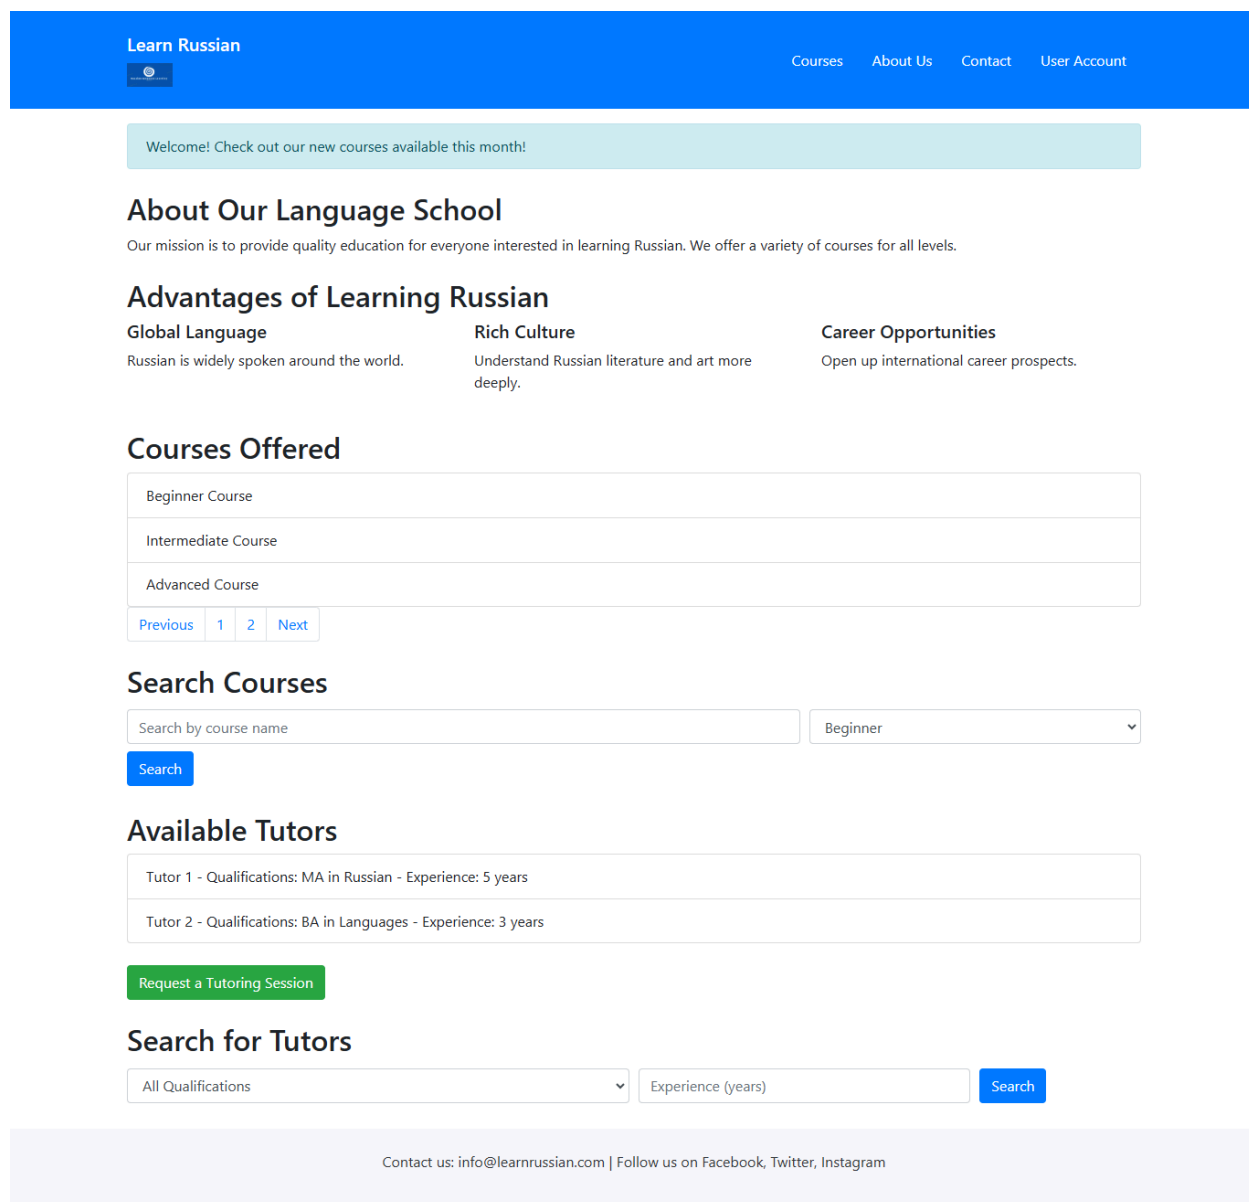 Learn Russian
Courses About Us Contact User Account
Welcome! Check out our new courses available this month!
About Our Language School
Our mission is to provide quality education for everyone interested in learning Russian. We offer a variety of courses for all levels.
Advantages of Learning Russian
Global Language
Russian is widely spoken around the world.
Rich Culture
Understand Russian literature and art more
deeply.
Career Opportunities
Open up international career prospects.
Courses Offered
Beginner Course
Intermediate Course
Advanced Course
Previous 1 2 Next
Search Courses
Search by course name Beginner
Search
Available Tutors
Tutor 1 - Qualifications: MA in Russian - Experience: 5 years
Tutor 2 - Qualifications: BA in Languages - Experience: 3 years
Request a Tutoring Session
Search for Tutors
All Qualifications Experience (years) Search
Contact us: info@learnrussian.com | Follow us on Facebook, Twitter, Instagram